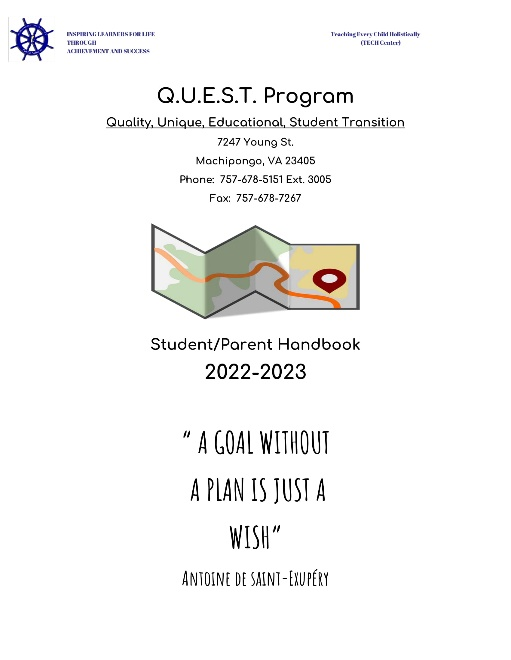 INSPIRING LEARNERS FOR LIFE
THROUGH
ACHIEVEMENT AND SUCCESS
Teaching Every Child Holistically
(TECH Center)
Q.U.E.S.T. Program
Quality, Unique, Educational, Student Transition
7247 Young St.
Machipongo, VA 23405
Phone: 757-678-5151 Ext. 3005
Fax: 757-678-7267
Student/Parent Handbook
2022-2023
“ A GOAL WITHOUT
A PLAN IS JUST A
WISH”
ANTOINE DE SAINT-EXUPÉRY